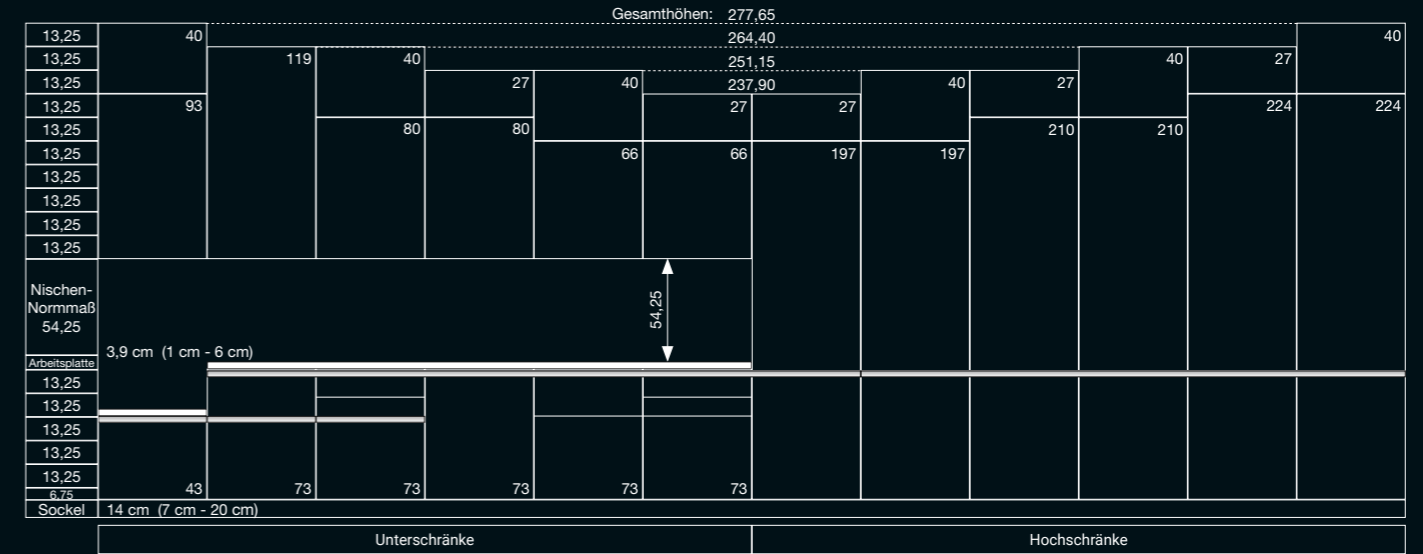 Gesamthöhen: 277,65
13,25 40 264,40 40
13,25 119 40 251,15 40 27
13,25 27 40 237,90 40 27
13,25 93 27 27 224 224
13,25 80 80 210 210
13,25 66 66 197 197
13,25
13,25
13,25
13,25
Nischen-
Normmaß
54,25
54,25
3,9 cm (1 cm - 6 cm)
Arbeitsplatte
13,25
13,25
13,25
13,25
13,25
6,75 43 73 73 73 73 73
Sockel 14 cm (7 cm - 20 cm)
Unterschränke Hochschränke